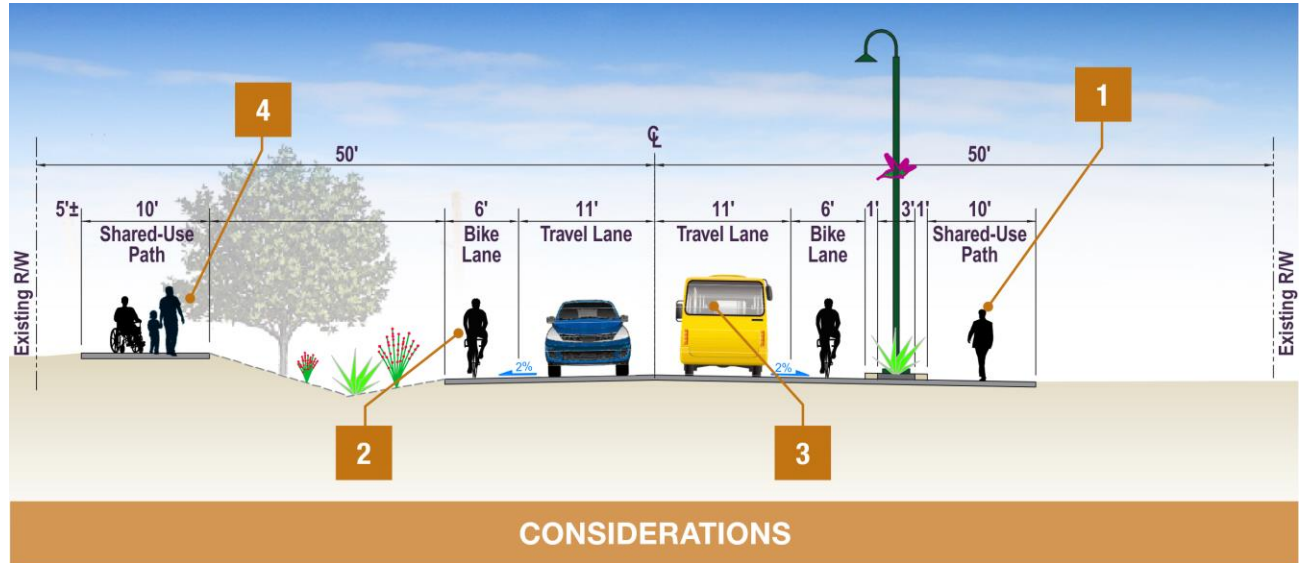 4
1
℄
50'
50'
5'± 10' 6' 11' 11' 6' 1' 3' 1' 10'
Shared-Use
Path
Bike
Lane
Travel Lane
Travel Lane
Bike
Lane
Shared-Use
Path
Existing R/W
Existing R/W
2%
2%
2
3
CONSIDERATIONS